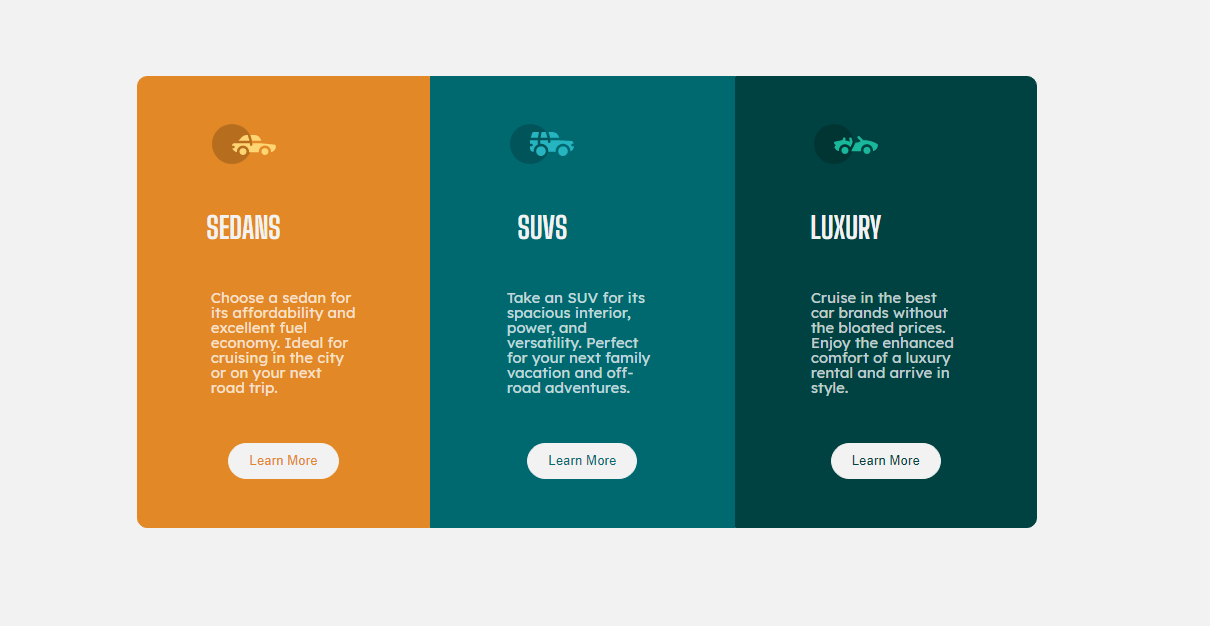 SEDANS
Choose a sedan for
its affordability and
excellent fuel
economy. Ideal for
cruising in the city
or on your next
road trip.
Learn More
SUVS
Take an SUV for its
spacious interior,
power, and
versatility. Perfect
for your next family
vacation and off-
road adventures.
Learn More
LUXURY
Cruise in the best
car brands without
the bloated prices.
Enjoy the enhanced
comfort of a luxury
rental and arrive in
style.
Learn More